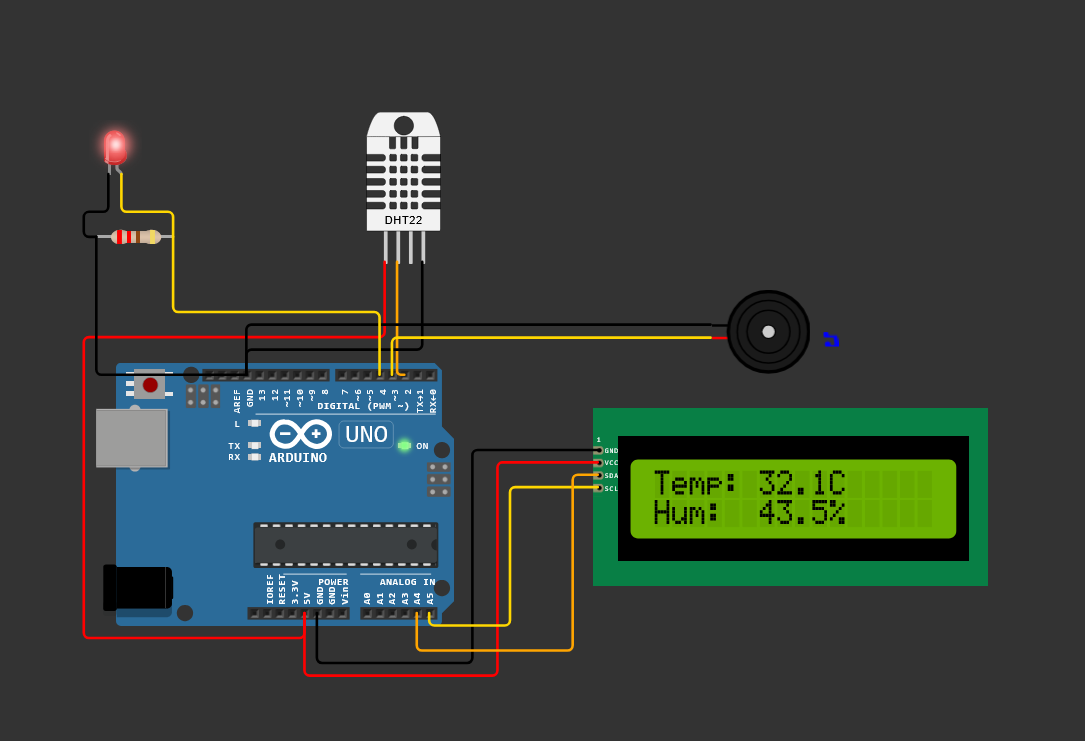 DHT22
AREF
GND
13
12
~11
~10
~9
8
7
~6
~5
4
~3
2
TX→1
RX←0
DIGITAL (PWM ~)
L
TX
RX
UNO
ON
ARDUINO
1
GND
VCC
SDA
SCL
Temp: 32.1C
Hum: 43.5%
IOREF
RESET
3.3V
5V
GND
GND
Vin
POWER
ANALOG IN
A0
A1
A2
A3
A4
A5